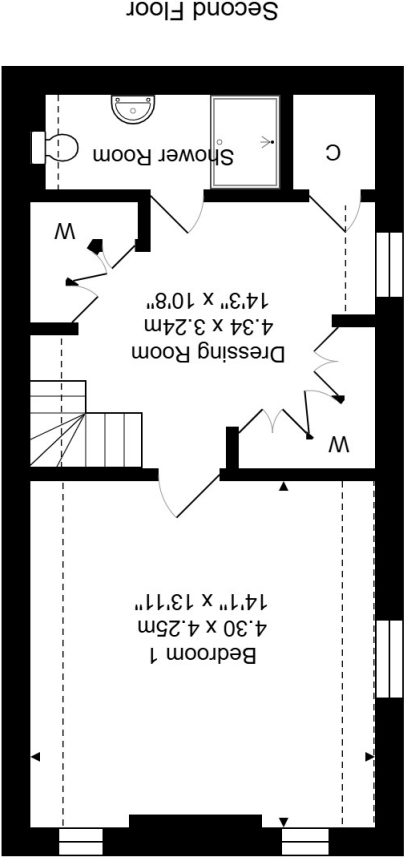 Bedroom 1
4.30 x 4.25m
14'1" x 13'11"
W
Dressing Room
4.34 x 3.24m
14'3" x 10'8"
W
C
Shower Room
Second Floor